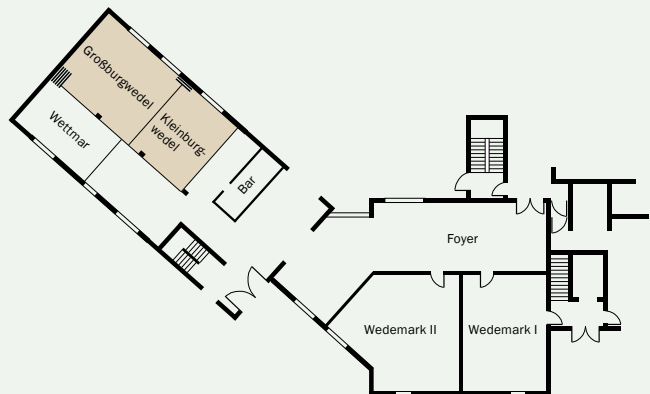 Großburgwedel
Kleinburg-
wedel
Wettmar
Bar
Foyer
Wedemark II
Wedemark I